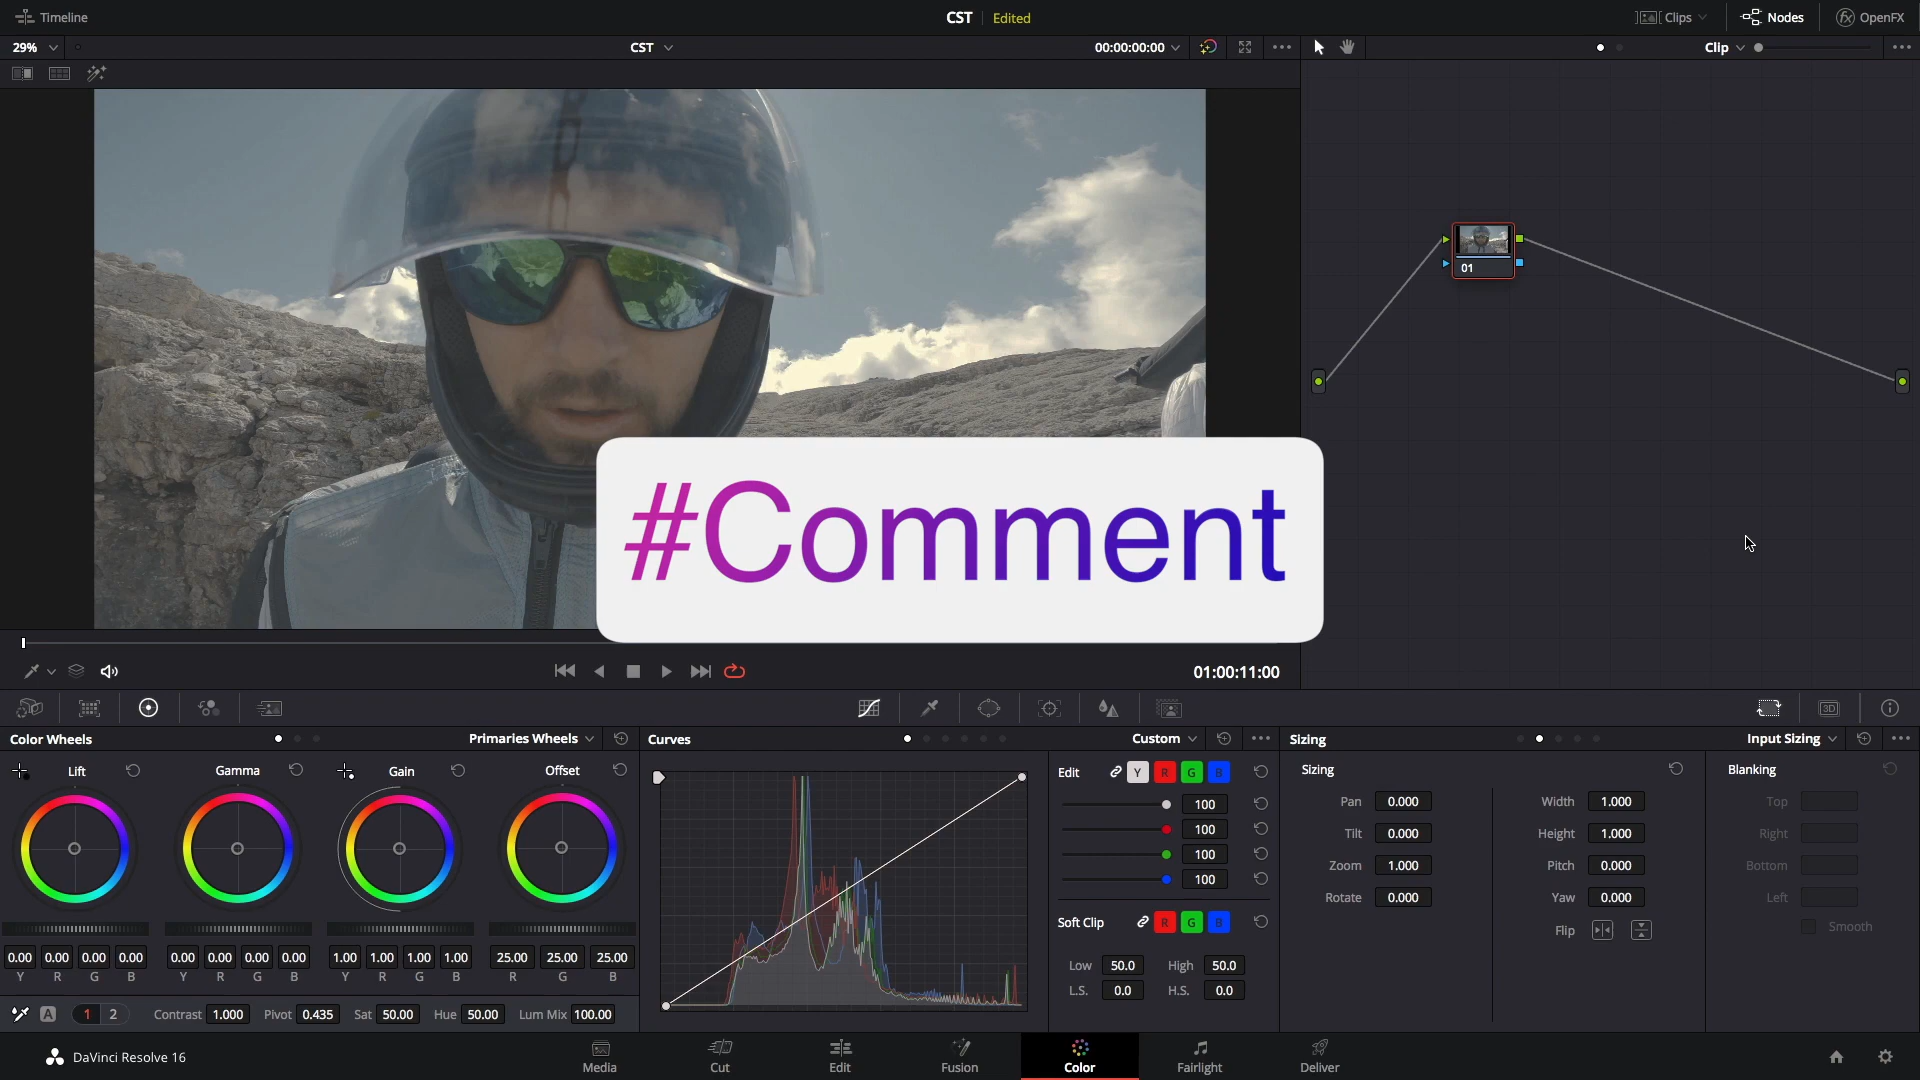 Timeline
CST Edited
Clips Nodes fx OpenFX
29% CST 00:00:00:00 Clip
01
#Comment
01:00:11:00
3D
Color Wheels Primaries Wheels Curves Custom Sizing Input Sizing
Lift Gamma Gain Offset
0.00 0.00 0.00 0.00 0.00 0.00 0.00 0.00 1.00 1.00 1.00 1.00 25.00 25.00 25.00
Y R G B Y R G B Y R G B R G B
A 1 2 Contrast 1.000 Pivot 0.435 Sat 50.00 Hue 50.00 Lum Mix 100.00
Edit Y R G B
100
100
100
100
Soft Clip R G B
Low 50.0 High 50.0
L.S. 0.0 H.S. 0.0
Sizing
Pan 0.000 Width 1.000
Tilt 0.000 Height 1.000
Zoom 1.000 Pitch 0.000
Rotate 0.000 Yaw 0.000
Flip
Blanking
Top
Right
Bottom
Left
Smooth
DaVinci Resolve 16
Media Cut Edit Fusion Color Fairlight Deliver